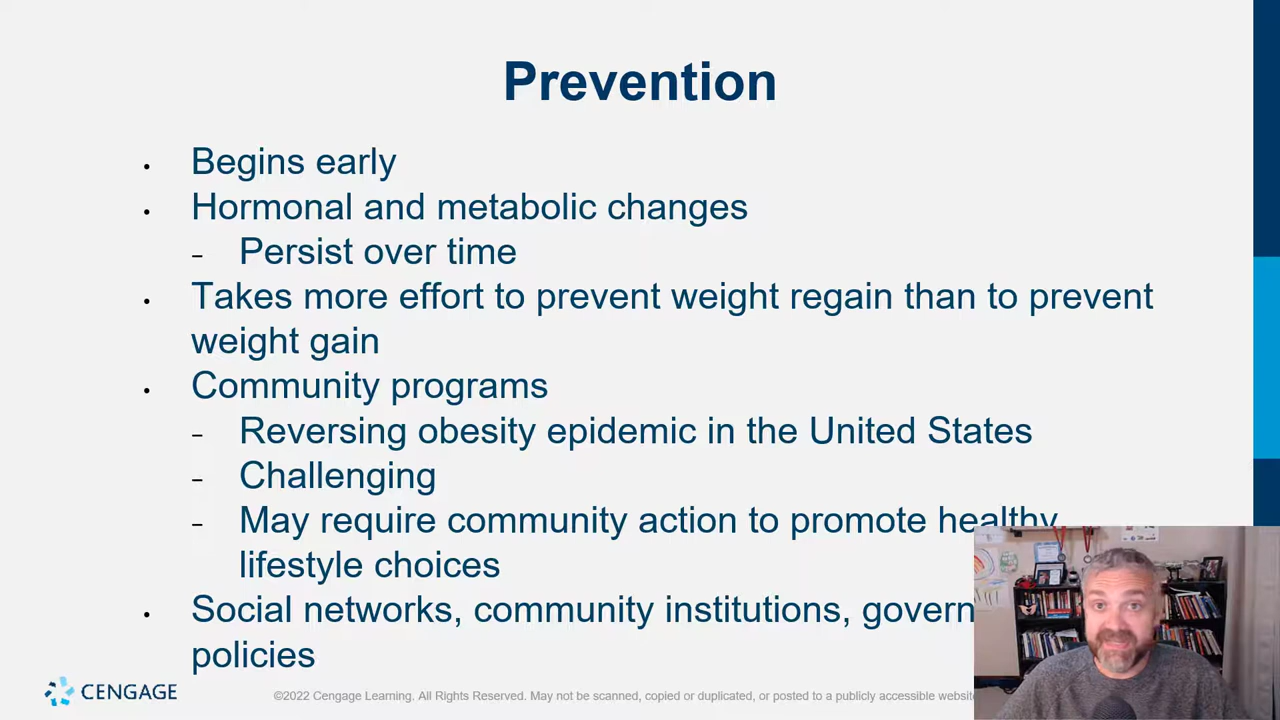 Prevention
• Begins early
• Hormonal and metabolic changes
– Persist over time
• Takes more effort to prevent weight regain than to prevent
weight gain
• Community programs
– Reversing obesity epidemic in the United States
– Challenging
– May require community action to promote healthy
lifestyle choices
• Social networks, community institutions, govern
policies
CENGAGE
©2022 Cengage Learning. All Rights Reserved. May not be scanned, copied or duplicated, or posted to a publicly accessible website